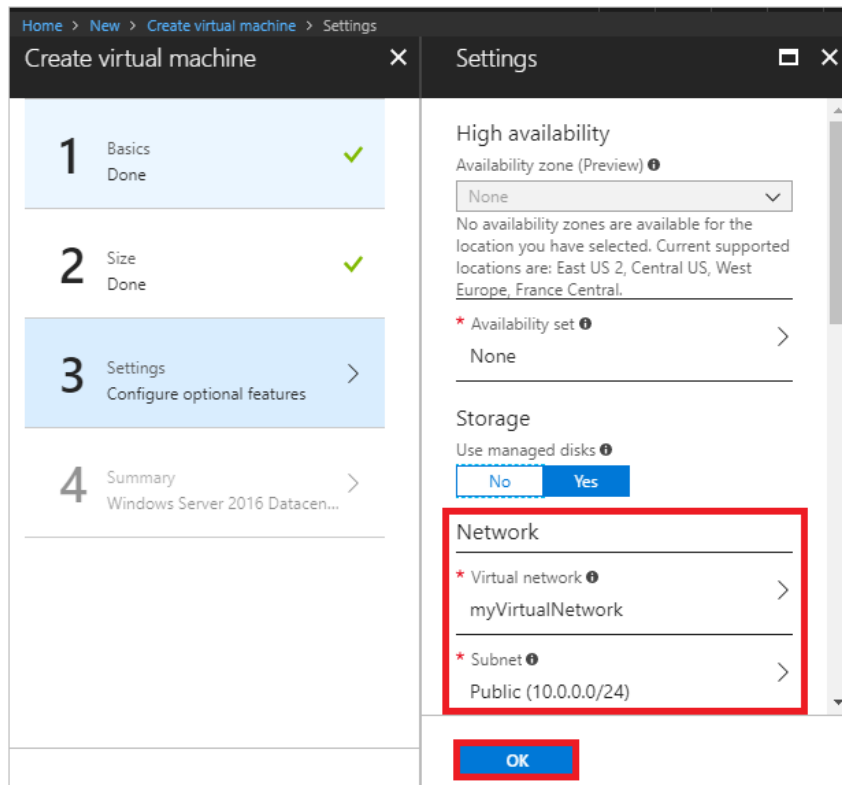 Home > New > Create virtual machine > Settings
Create virtual machine
1
Basics
Done
2
Size
Done
3
Settings
Configure optional features
4
Summary
Windows Server 2016 Datacen...
Settings
High availability
Availability zone (Preview)
None
No availability zones are available for the
location you have selected. Current supported
locations are: East US 2, Central US, West
Europe, France Central.
* Availability set
None
Storage
Use managed disks
No Yes
Network
* Virtual network
myVirtualNetwork
* Subnet
Public (10.0.0.0/24)
OK